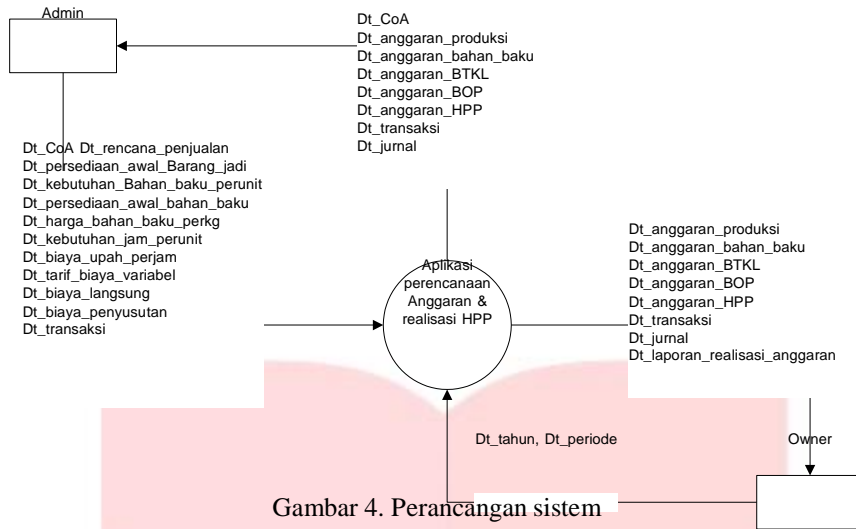 Admin
Dt_CoA
Dt_anggaran_produksi
Dt_anggaran_bahan_baku
Dt_anggaran_BTKL
Dt_anggaran_BOP
Dt_anggaran_HPP
Dt_transaksi
Dt_jurnal
Dt_CoA Dt_rencana_penjualan
Dt_persediaan_awal_Barang_jadi
Dt_kebutuhan_Bahan_baku_perunit
Dt_persediaan_awal_bahan_baku
Dt_harga_bahan_baku_perkg
Dt_kebutuhan_jam_perunit
Dt_biaya_upah_perjam
Dt_tarif_biaya_variabel
Dt_biaya_langsung
Dt_biaya_penyusutan
Dt_transaksi
Aplikasi
perencanaan
Anggaran &
realisasi HPP
Dt_anggaran_produksi
Dt_anggaran_bahan_baku
Dt_anggaran_BTKL
Dt_anggaran_BOP
Dt_anggaran_HPP
Dt_transaksi
Dt_jurnal
Dt_laporan_realisasi_anggaran
Dt_tahun, Dt_periode
Owner
Gambar 4. Perancangan sistem